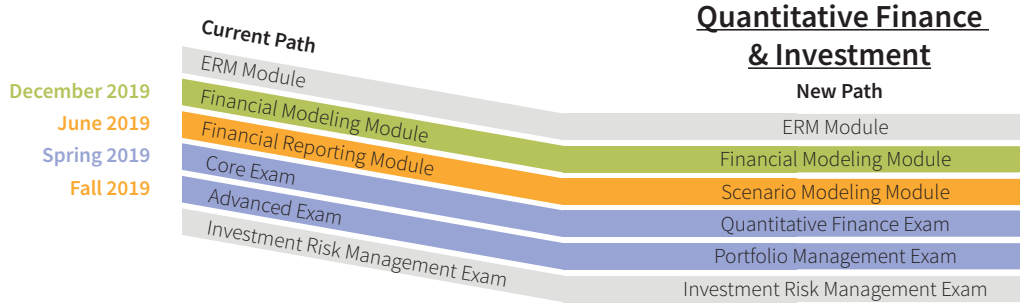 Quantitative Finance
& Investment
Current Path
New Path
December 2019
June 2019
Spring 2019
Fall 2019
ERM Module
Financial Modeling Module
Financial Reporting Module
Core Exam
Advanced Exam
Investment Risk Management Exam
ERM Module
Financial Modeling Module
Scenario Modeling Module
Quantitative Finance Exam
Portfolio Management Exam
Investment Risk Management Exam